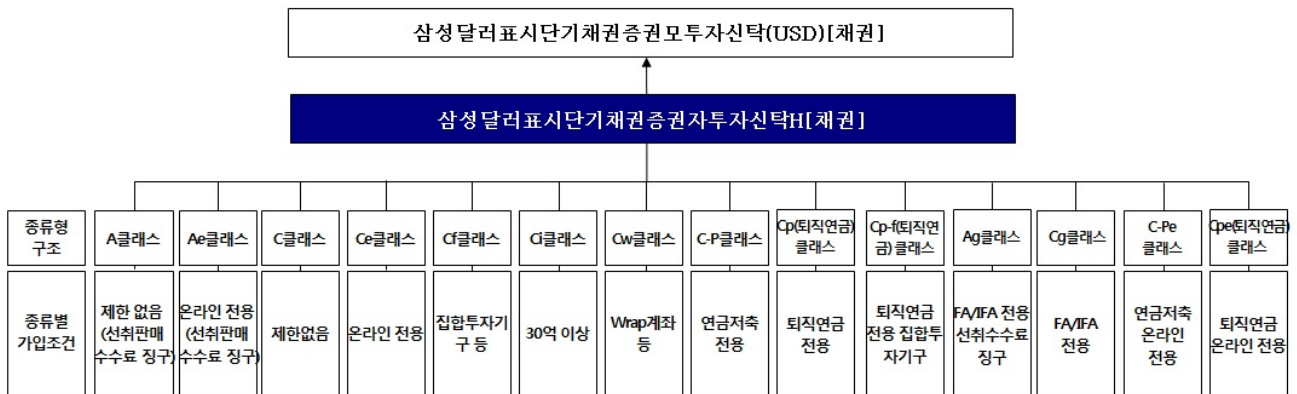 삼성달러표시단기채권증권모투자신탁(USD)[채권]
삼성달러표시단기채권증권자투자신탁H[채권]
종류형
구조
A클래스
Ae클래스
C클래스
Ce클래스
Cf클래스
Ci클래스
Cw클래스
C-P클래스
Cp(퇴직연금)
클래스
Cp-f(퇴직연
금) 클래스
Ag클래스
Cg클래스
C-Pe
클래스
Cpe(퇴직연금)
클래스
종류별
가입조건
제한 없음
(선취판매
수수료 징구)
온라인 전용
(선취판매
수수료 징구)
제한없음
온라인 전용
집합투자기
구 등
30억 이상
Wrap계좌
등
연금저축
전용
퇴직연금
전용
퇴직연금
전용 집합투
자기구
FA/IFA 전용
선취수수료
징구
FA/IFA
전용
연금저축
온라인
전용
퇴직연금
온라인 전용